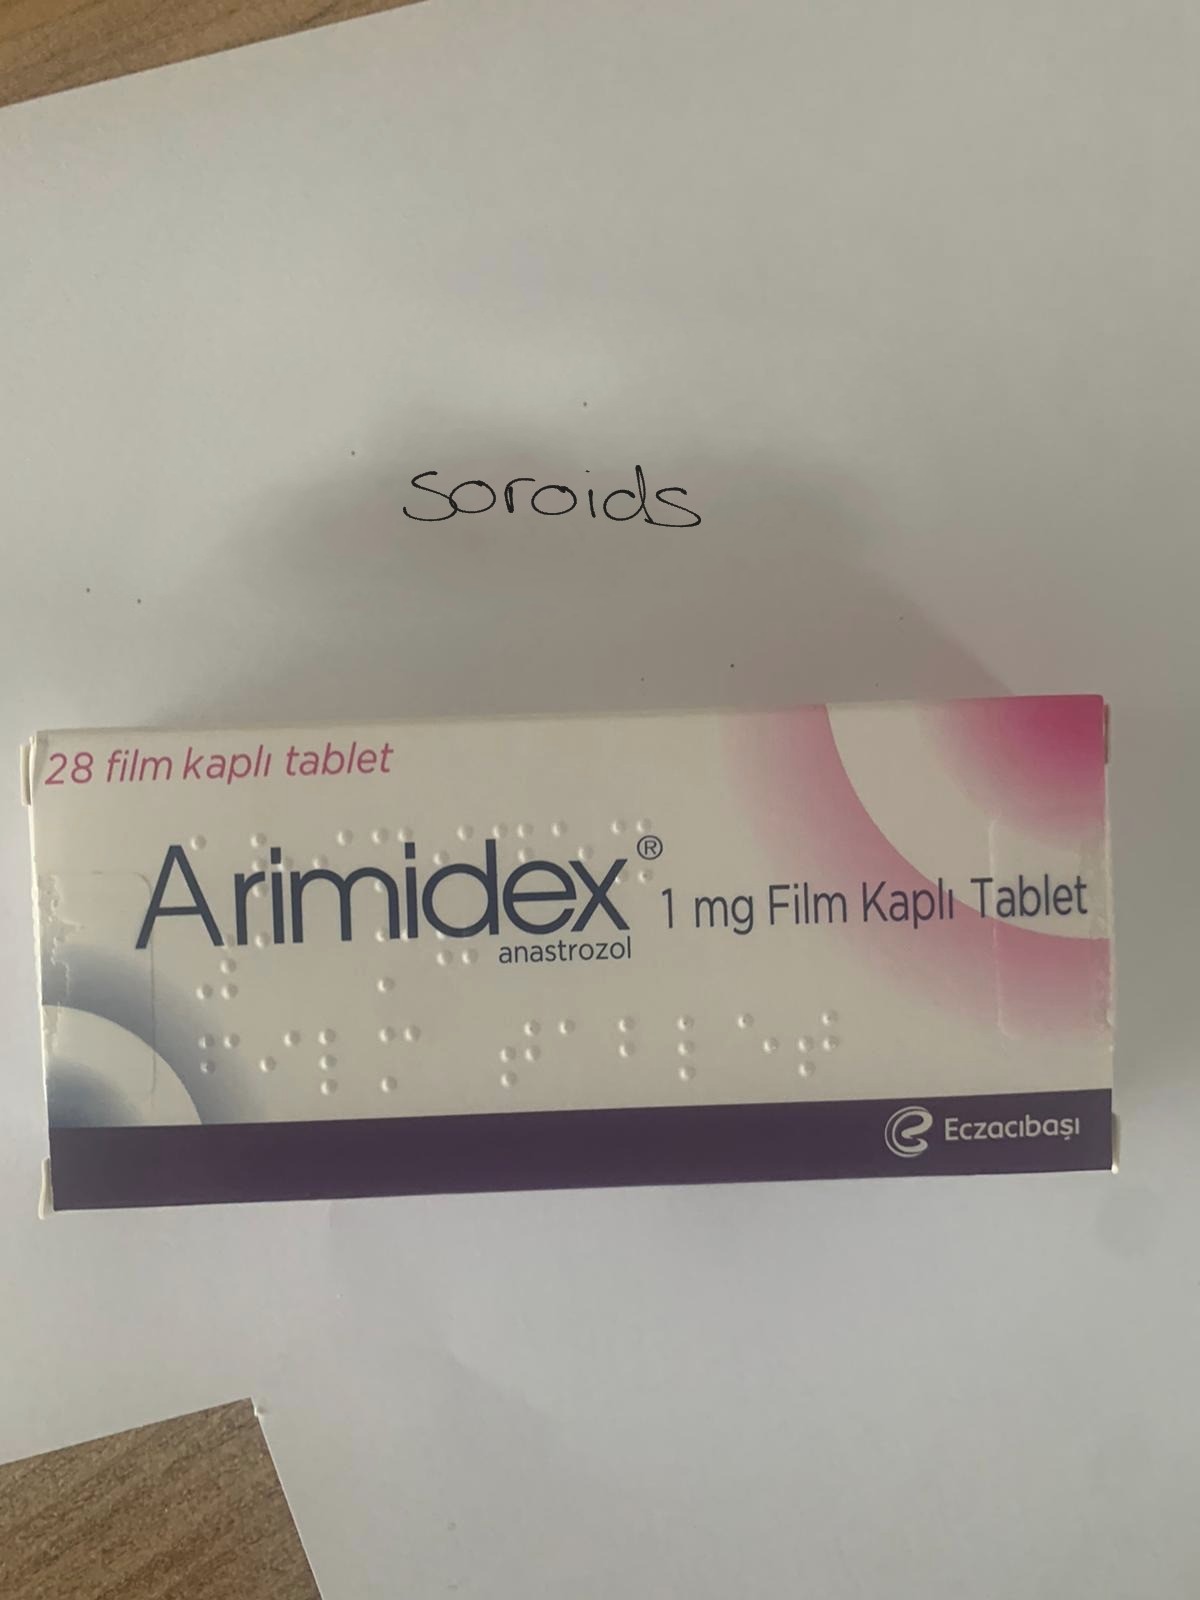 soroids
28 film kaplı tablet
Arimidex® 1 mg Film Kaplı Tablet
anastrozol
Eczacıbaşı